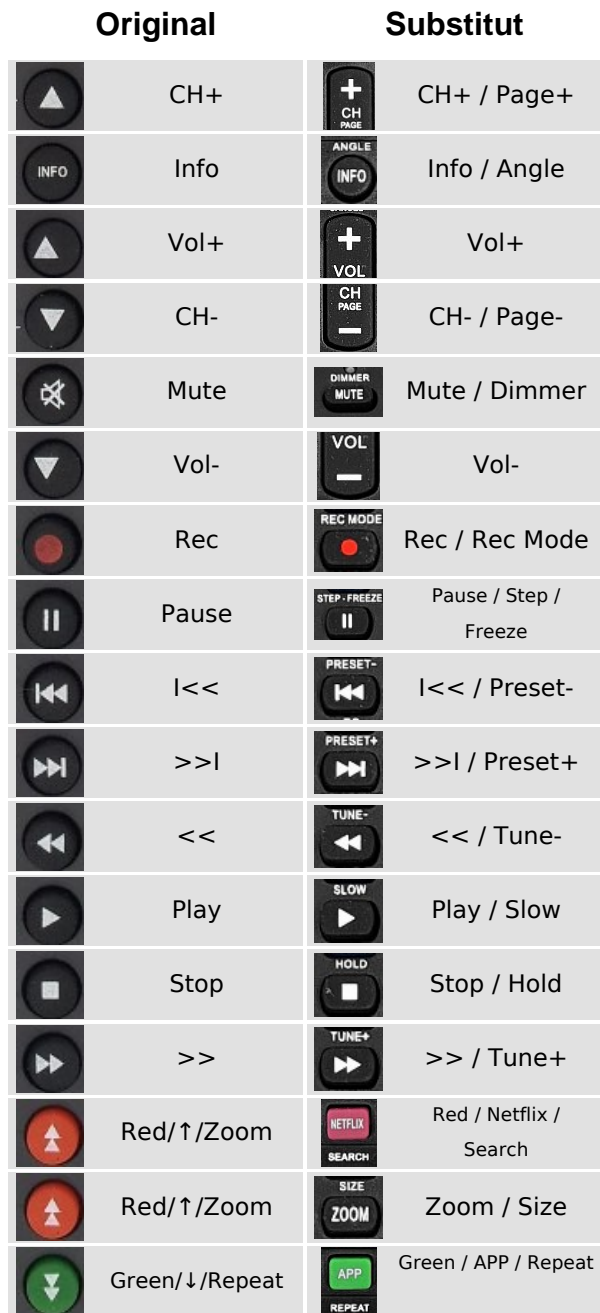 Original Substitut
CH+ + CH PAGE CH+ / Page+
INFO Info ANGLE INFO Info / Angle
Vol+ + VOL Vol+
CH- CH PAGE CH- / Page-
Mute DIMMER MUTE Mute / Dimmer
Vol- VOL Vol-
Rec REC MODE Rec / Rec Mode
Pause STEP-FREEZE Pause / Step /
Freeze
I<< PRESET- I<< / Preset-
>>I PRESET+ >>I / Preset+
<< TUNE- << / Tune-
Play SLOW Play / Slow
Stop HOLD Stop / Hold
>> TUNE+ >> / Tune+
Red/↑/Zoom NETFLIX Red / Netflix /
SEARCH Search
Red/↑/Zoom SIZE ZOOM Zoom / Size
Green/↓/Repeat APP Green / APP / Repeat
REPEAT